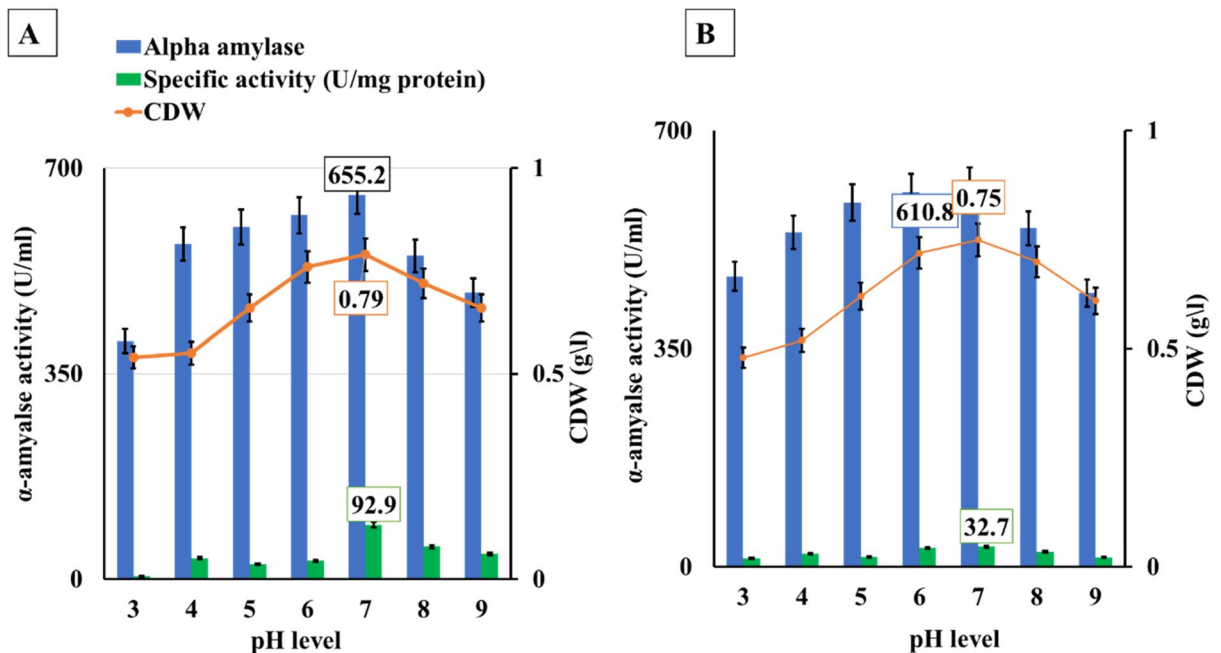 A
Alpha amylase
Specific activity (U/mg protein)
CDW
α-amyalse activity (U/ml)
700
350
0
655.2
0.79
92.9
1
0.5
0
CDW (g\l)
3 4 5 6 7 8 9
pH level
B
α-amyalse activity (U/ml)
700
350
0
610.8
0.75
32.7
1
0.5
0
CDW (g\l)
3 4 5 6 7 8 9
pH level